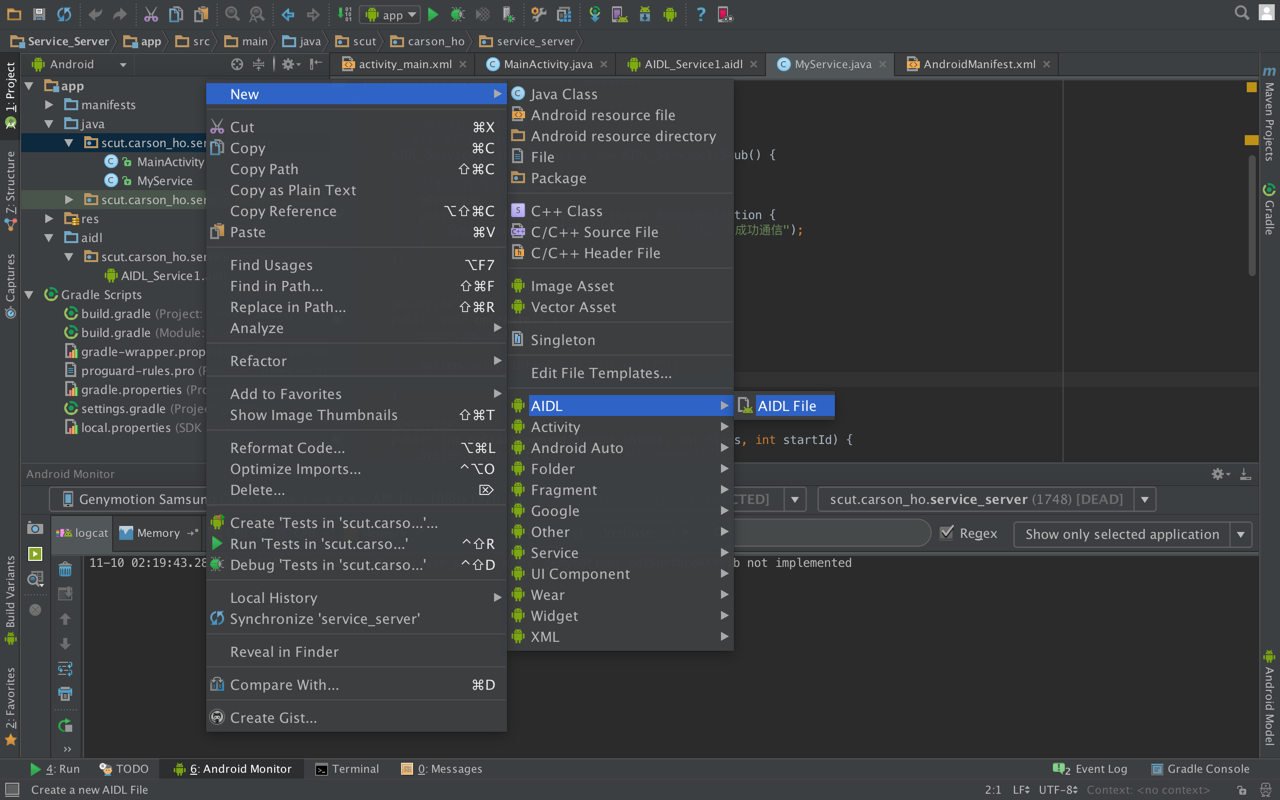 app
Service_Server app src main java scut carson_ho service_server
Android
activity_main.xml MainActivity.java AIDL_Service1.aidl MyService.java AndroidManifest.xml
1: Project
Z: Structure
Captures
Build Variants
2: Favorites
app
manifests
java
scut.carson_ho.ser
MainActivity
MyService
scut.carson_ho.ser
res
aidl
scut.carson_ho.ser
AIDL_Service1.
Gradle Scripts
build.gradle (Project:
build.gradle (Module:
gradle-wrapper.prop
proguard-rules.pro (
gradle.properties (Pro
settings.gradle (Proje
local.properties (SDK
New
Cut ⌘X
Copy ⌘C
Copy Path ⇧⌘C
Copy as Plain Text
Copy Reference ⌥⇧⌘C
Paste ⌘V
Find Usages ⌥F7
Find in Path... ⇧⌘F
Replace in Path... ⇧⌘R
Analyze
Refactor
Add to Favorites
Show Image Thumbnails ⇧⌘T
Reformat Code... ⌥⌘L
Optimize Imports... ^⌥O
Delete... ⌦
Create 'Tests in 'scut.carso...'...
Run 'Tests in 'scut.carso...' ^⇧R
Debug 'Tests in 'scut.carso...' ^⇧D
Local History
Synchronize 'service_server'
Reveal in Finder
Compare With... ⌘D
Create Gist...
Java Class
Android resource file
Android resource directory
File
Package
C++ Class
C/C++ Source File
C/C++ Header File
Image Asset
Vector Asset
Singleton
Edit File Templates...
AIDL
Activity
Android Auto
Folder
Fragment
Google
Other
Service
UI Component
Wear
Widget
XML
AIDL File
ub() {
tion {
成功通信");
s, int startId) {
Maven Projects
Gradle
Android Model
Android Monitor
Genymotion Samsun CTED] scut.carson_ho.service_server (1748) [DEAD]
logcat Memory Regex Show only selected application
11-10 02:19:43.28 b not implemented
4: Run TODO 6: Android Monitor Terminal 0: Messages 2 Event Log Gradle Console
Create a new AIDL File 2:1 LF UTF-8 Context: <no context>